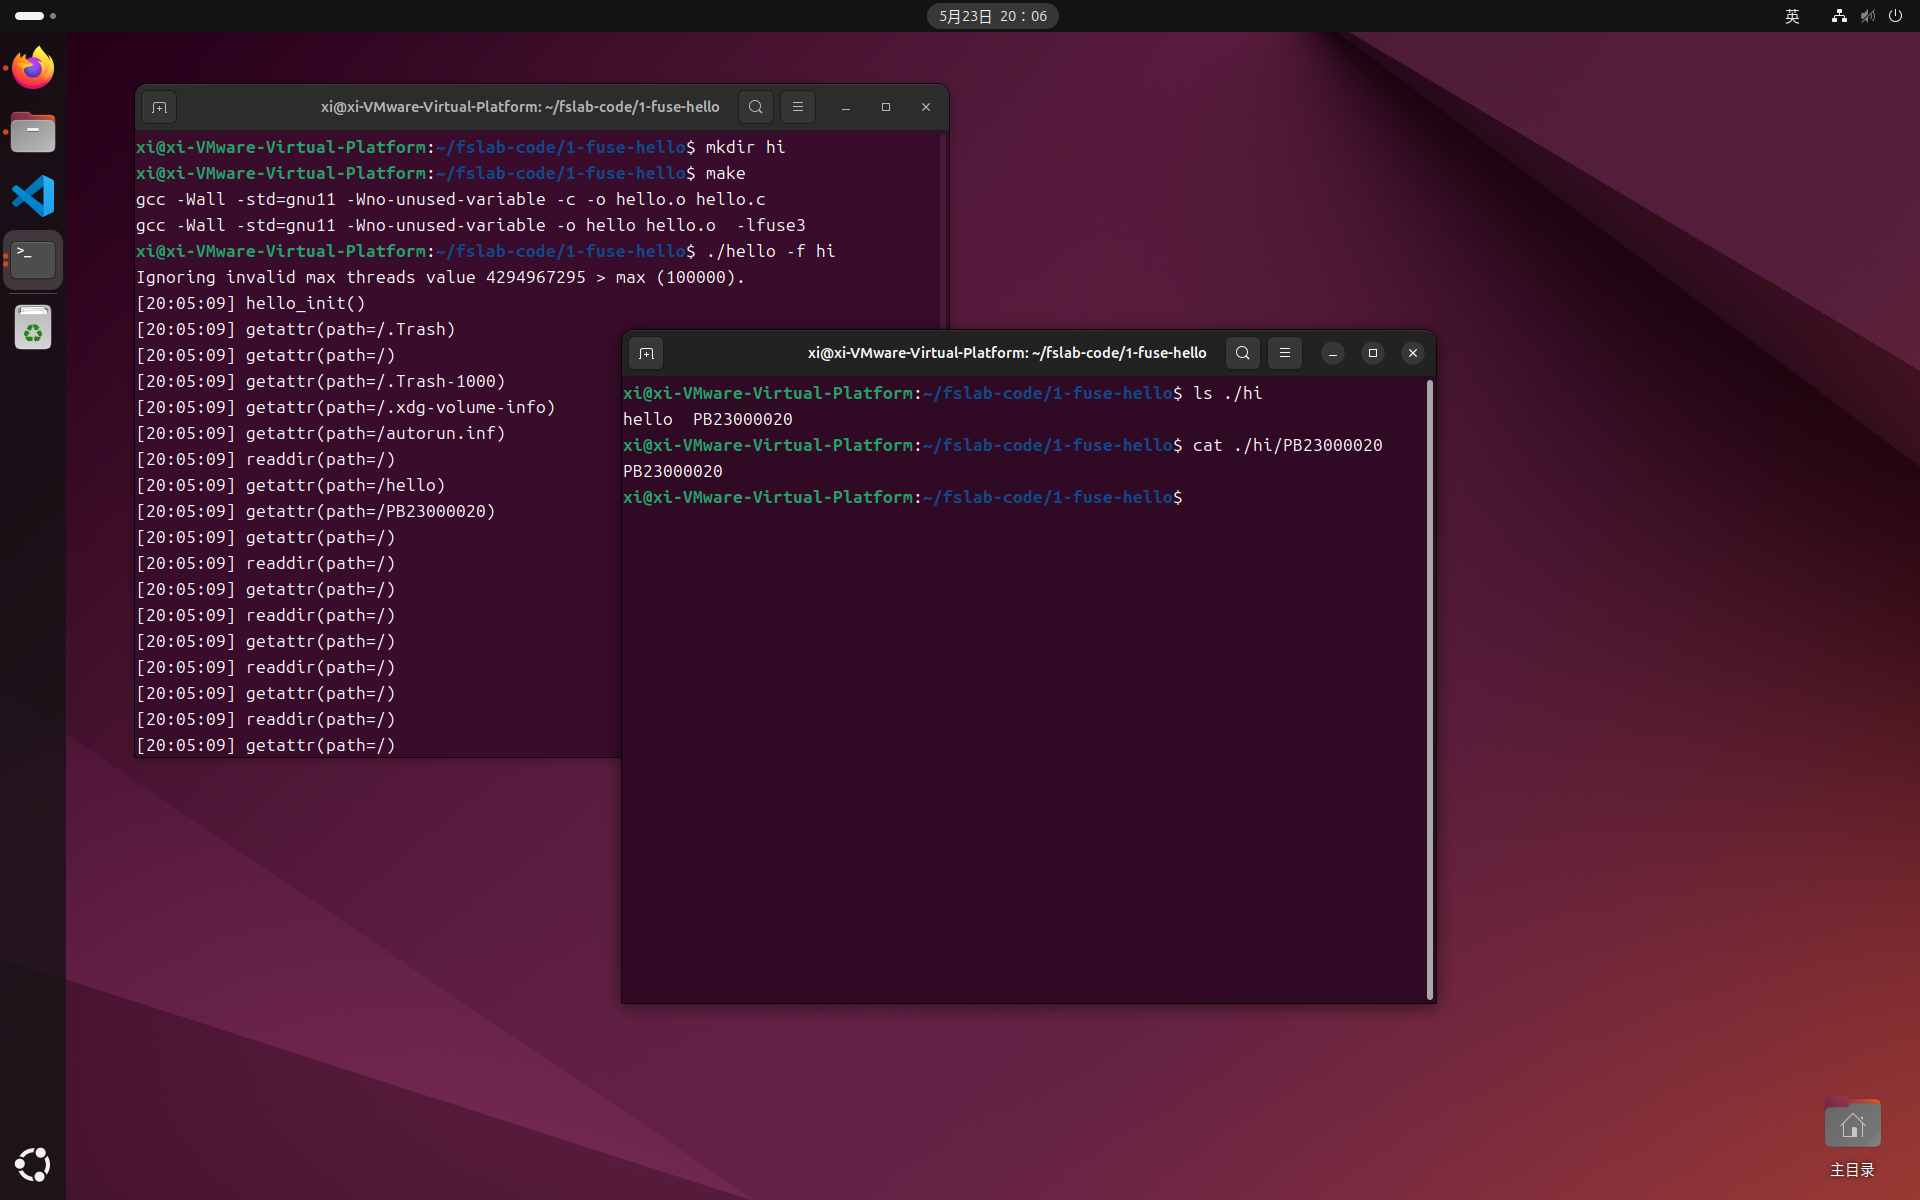 5月23日 20：06
英
xi@xi-VMware-Virtual-Platform: ~/fslab-code/1-fuse-hello
xi@xi-VMware-Virtual-Platform:~/fslab-code/1-fuse-hello$ mkdir hi
xi@xi-VMware-Virtual-Platform:~/fslab-code/1-fuse-hello$ make
gcc -Wall -std=gnu11 -Wno-unused-variable -c -o hello.o hello.c
gcc -Wall -std=gnu11 -Wno-unused-variable -o hello hello.o  -lfuse3
xi@xi-VMware-Virtual-Platform:~/fslab-code/1-fuse-hello$ ./hello -f hi
Ignoring invalid max threads value 4294967295 > max (100000).
[20:05:09] hello_init()
[20:05:09] getattr(path=/.Trash)
[20:05:09] getattr(path=/)
[20:05:09] getattr(path=/.Trash-1000)
[20:05:09] getattr(path=/.xdg-volume-info)
[20:05:09] getattr(path=/autorun.inf)
[20:05:09] readdir(path=/)
[20:05:09] getattr(path=/hello)
[20:05:09] getattr(path=/PB23000020)
[20:05:09] getattr(path=/)
[20:05:09] readdir(path=/)
[20:05:09] getattr(path=/)
[20:05:09] readdir(path=/)
[20:05:09] getattr(path=/)
[20:05:09] readdir(path=/)
[20:05:09] getattr(path=/)
[20:05:09] readdir(path=/)
[20:05:09] getattr(path=/)
xi@xi-VMware-Virtual-Platform: ~/fslab-code/1-fuse-hello
xi@xi-VMware-Virtual-Platform:~/fslab-code/1-fuse-hello$ ls ./hi
hello  PB23000020
xi@xi-VMware-Virtual-Platform:~/fslab-code/1-fuse-hello$ cat ./hi/PB23000020
PB23000020
xi@xi-VMware-Virtual-Platform:~/fslab-code/1-fuse-hello$
主目录